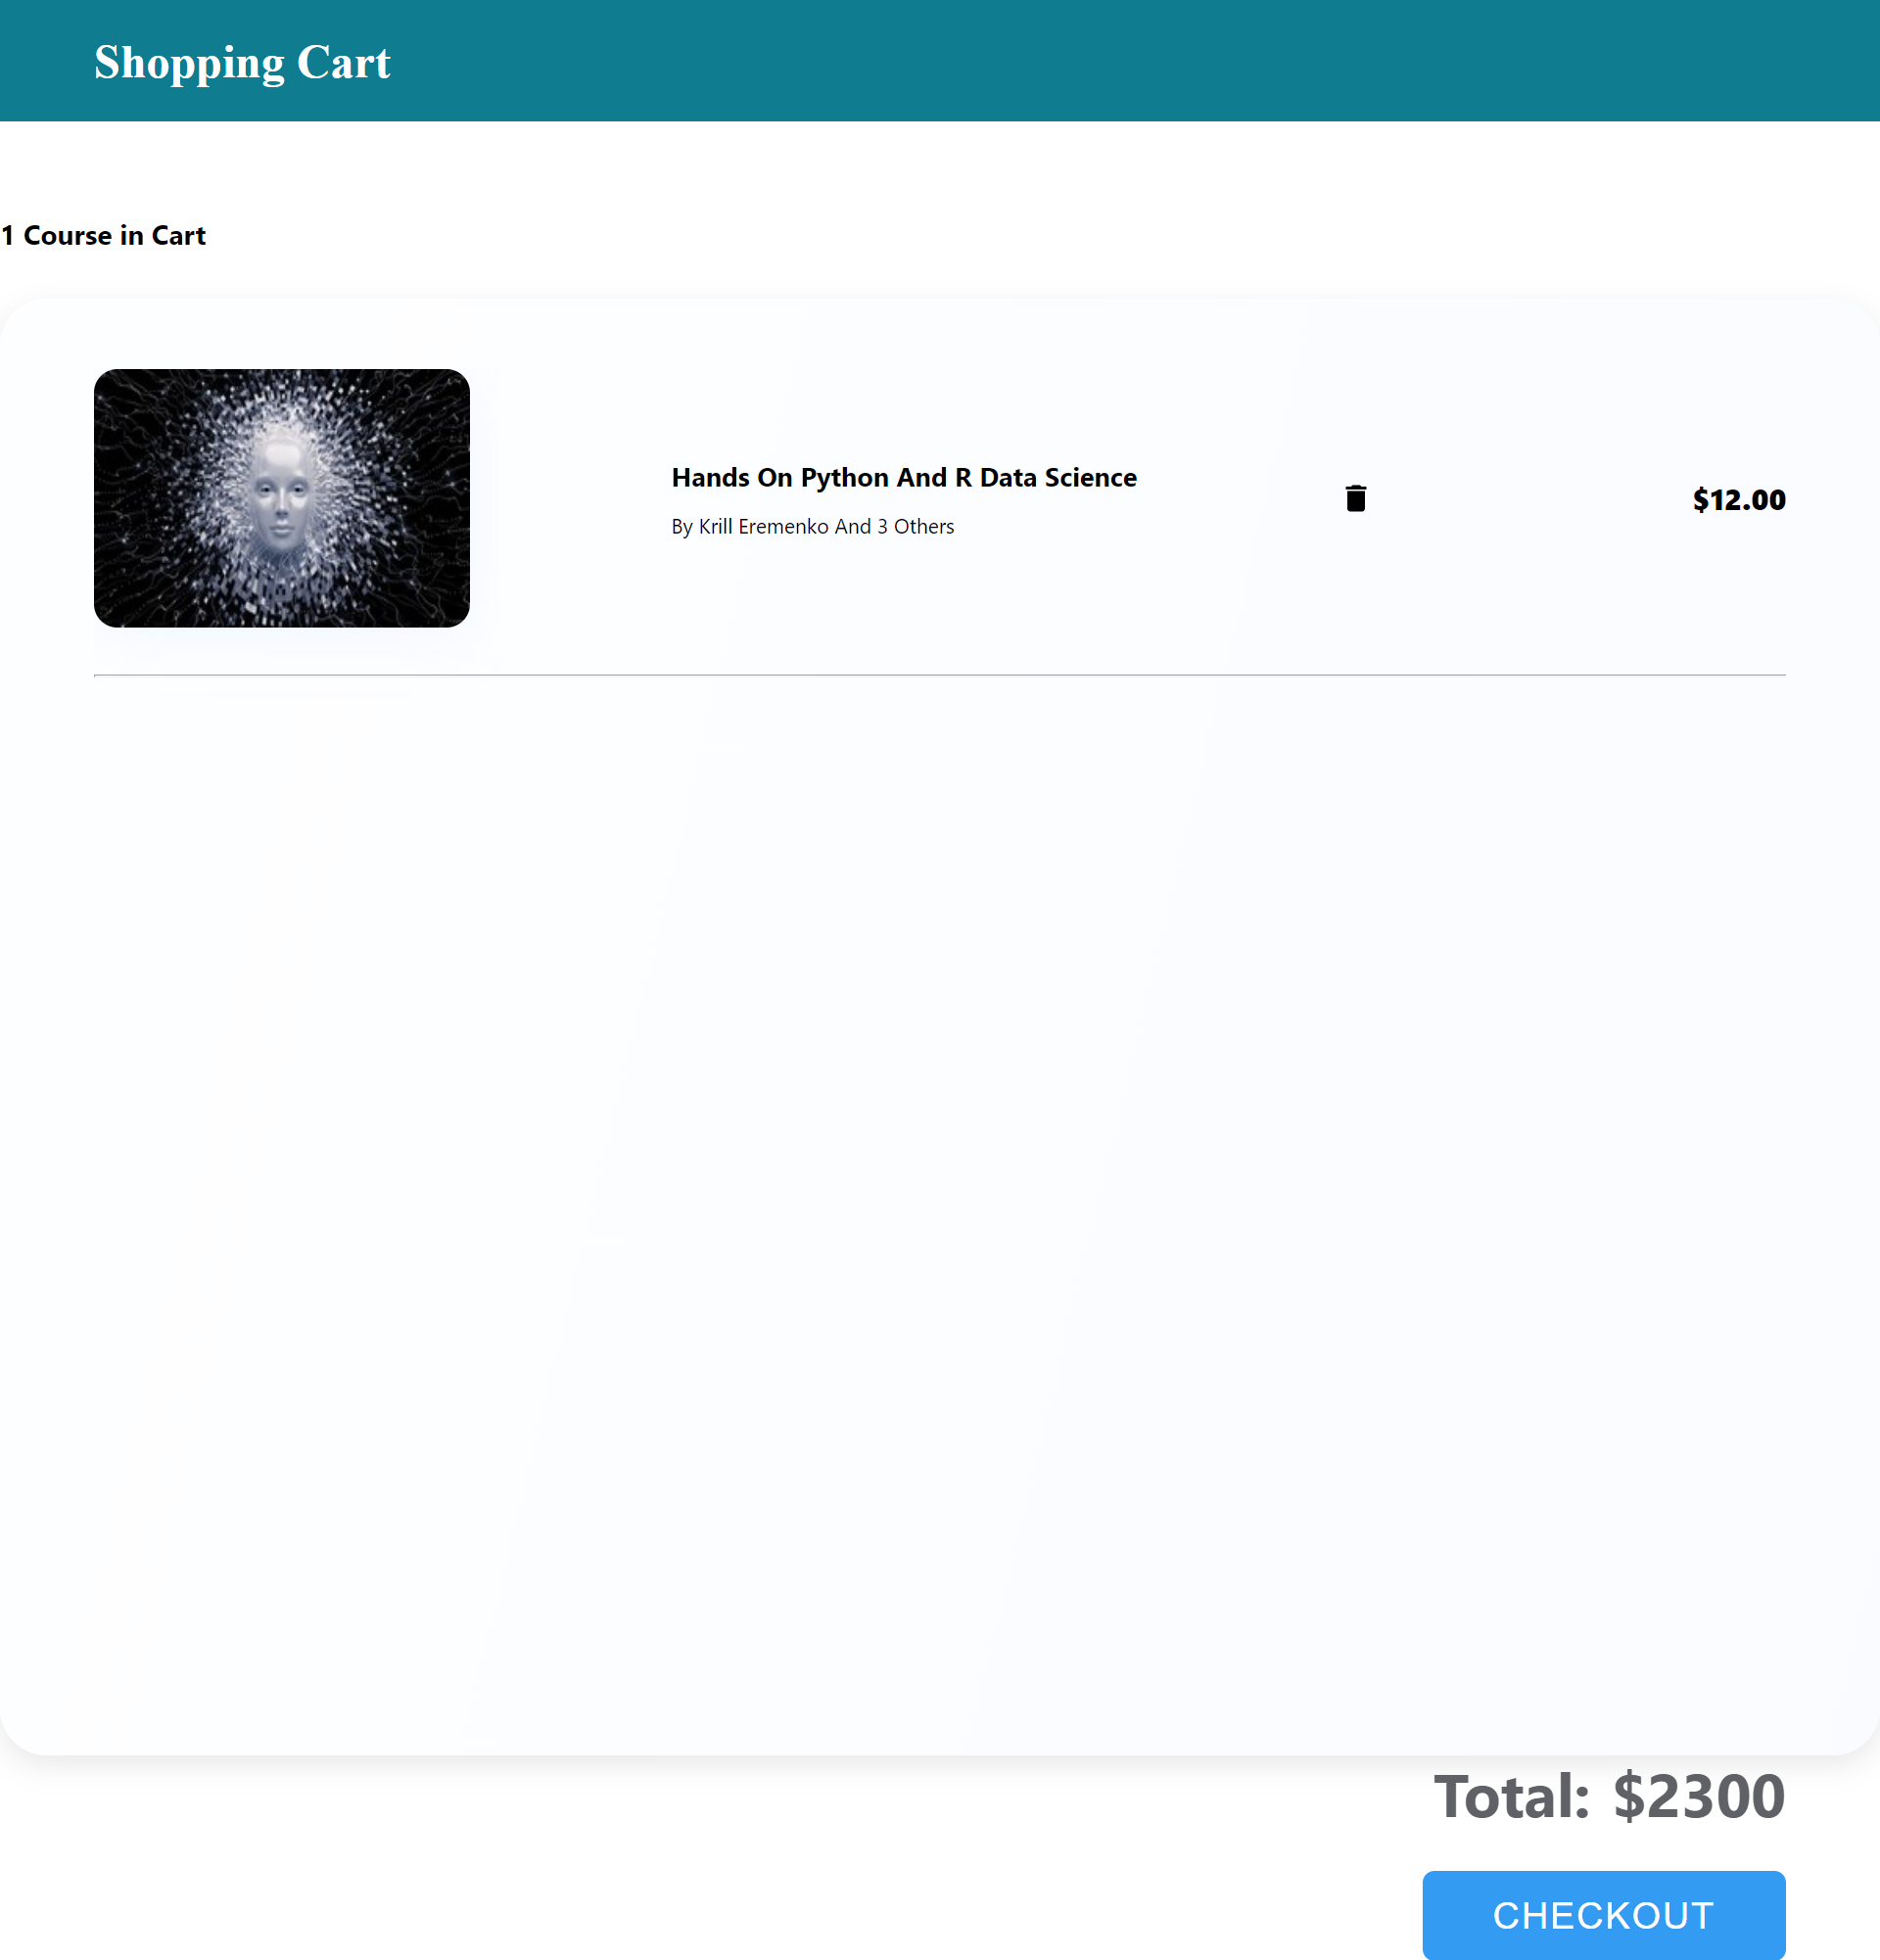 Shopping Cart
1 Course in Cart
Hands On Python And R Data Science
By Krill Eremenko And 3 Others
$12.00
Total: $2300
CHECKOUT